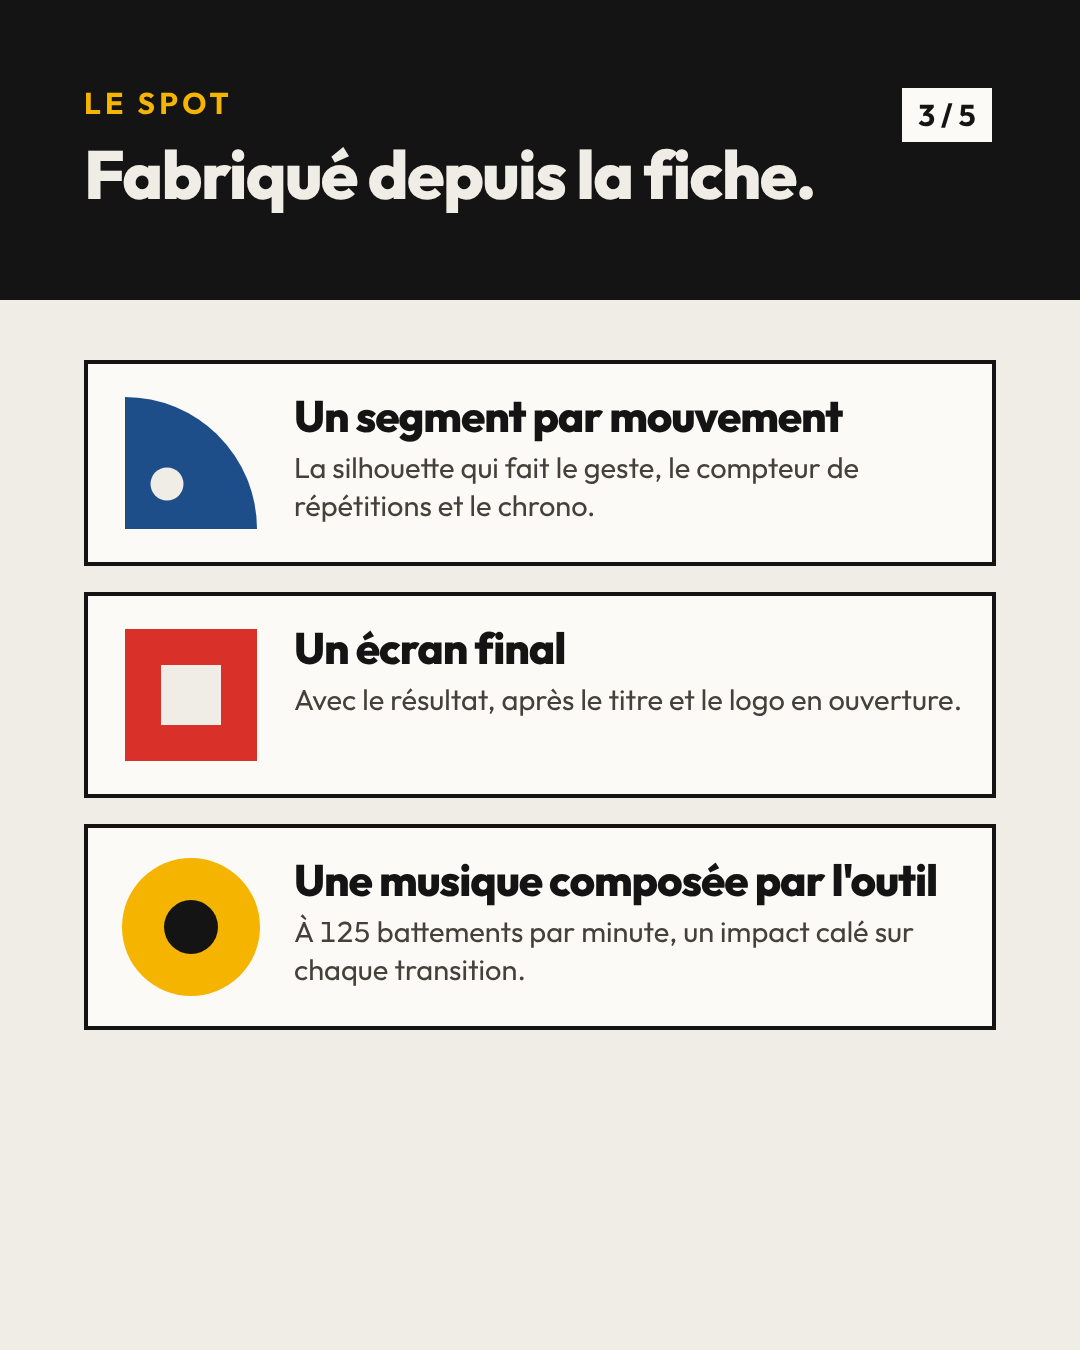 LE SPOT
3 / 5
Fabriqué depuis la fiche.
Un segment par mouvement
La silhouette qui fait le geste, le compteur de
répétitions et le chrono.
Un écran final
Avec le résultat, après le titre et le logo en ouverture.
Une musique composée par l'outil
À 125 battements par minute, un impact calé sur
chaque transition.